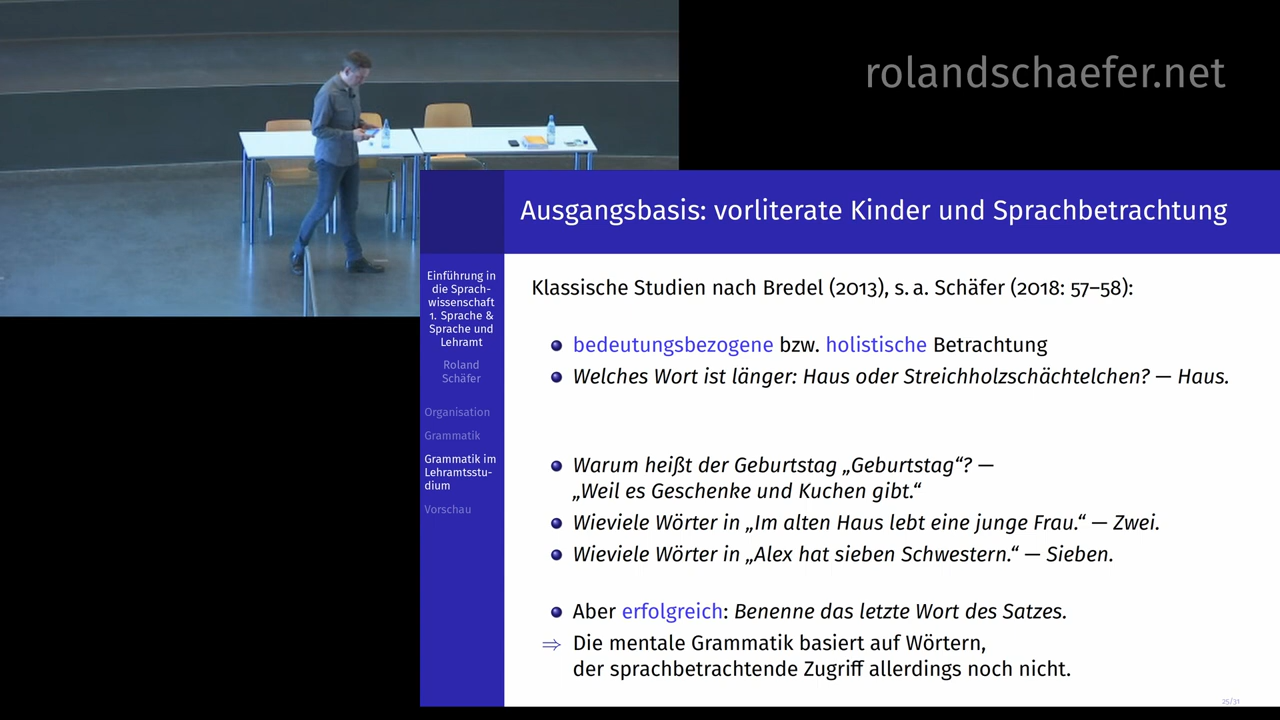 rolandschaefer.net
Ausgangsbasis: vorliterate Kinder und Sprachbetrachtung
Einführung in
die Sprach-
wissenschaft
1. Sprache &
Sprache und
Lehramt
Roland
Schäfer
Organisation
Grammatik
Grammatik im
Lehramtsstu-
dium
Vorschau
Klassische Studien nach Bredel (2013), s. a. Schäfer (2018: 57–58):
bedeutungsbezogene bzw. holistische Betrachtung
Welches Wort ist länger: Haus oder Streichholzschächtelchen? — Haus.
Warum heißt der Geburtstag „Geburtstag“? —
„Weil es Geschenke und Kuchen gibt.“
Wieviele Wörter in „Im alten Haus lebt eine junge Frau.“ — Zwei.
Wieviele Wörter in „Alex hat sieben Schwestern.“ — Sieben.
Aber erfolgreich: Benenne das letzte Wort des Satzes.
⇒ Die mentale Grammatik basiert auf Wörtern,
der sprachbetrachtende Zugriff allerdings noch nicht.
25/31